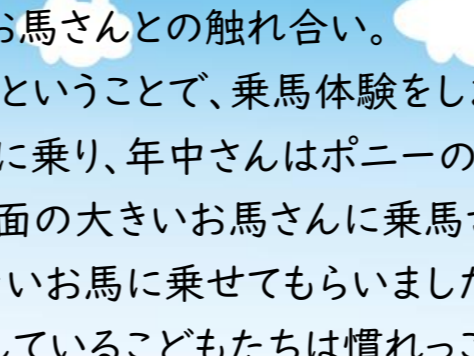 お馬さんとの触れ合い。
ということで、乗馬体験をし
に乗り、年中さんはポニーの
面の大きいお馬さんに乗馬
いお馬に乗せてもらいました
しているこどもたちは慣れっこ